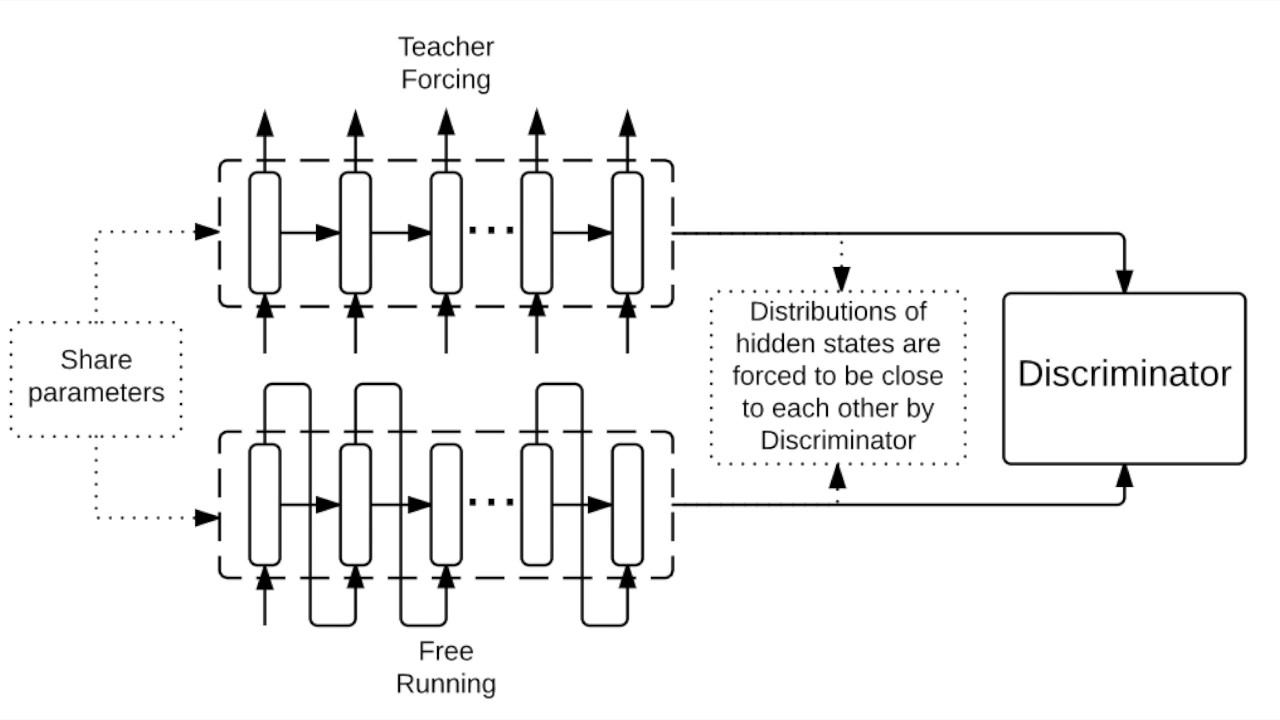 Teacher
Forcing
Share
parameters
Distributions of
hidden states are
forced to be close
to each other by
Discriminator
Discriminator
Free
Running